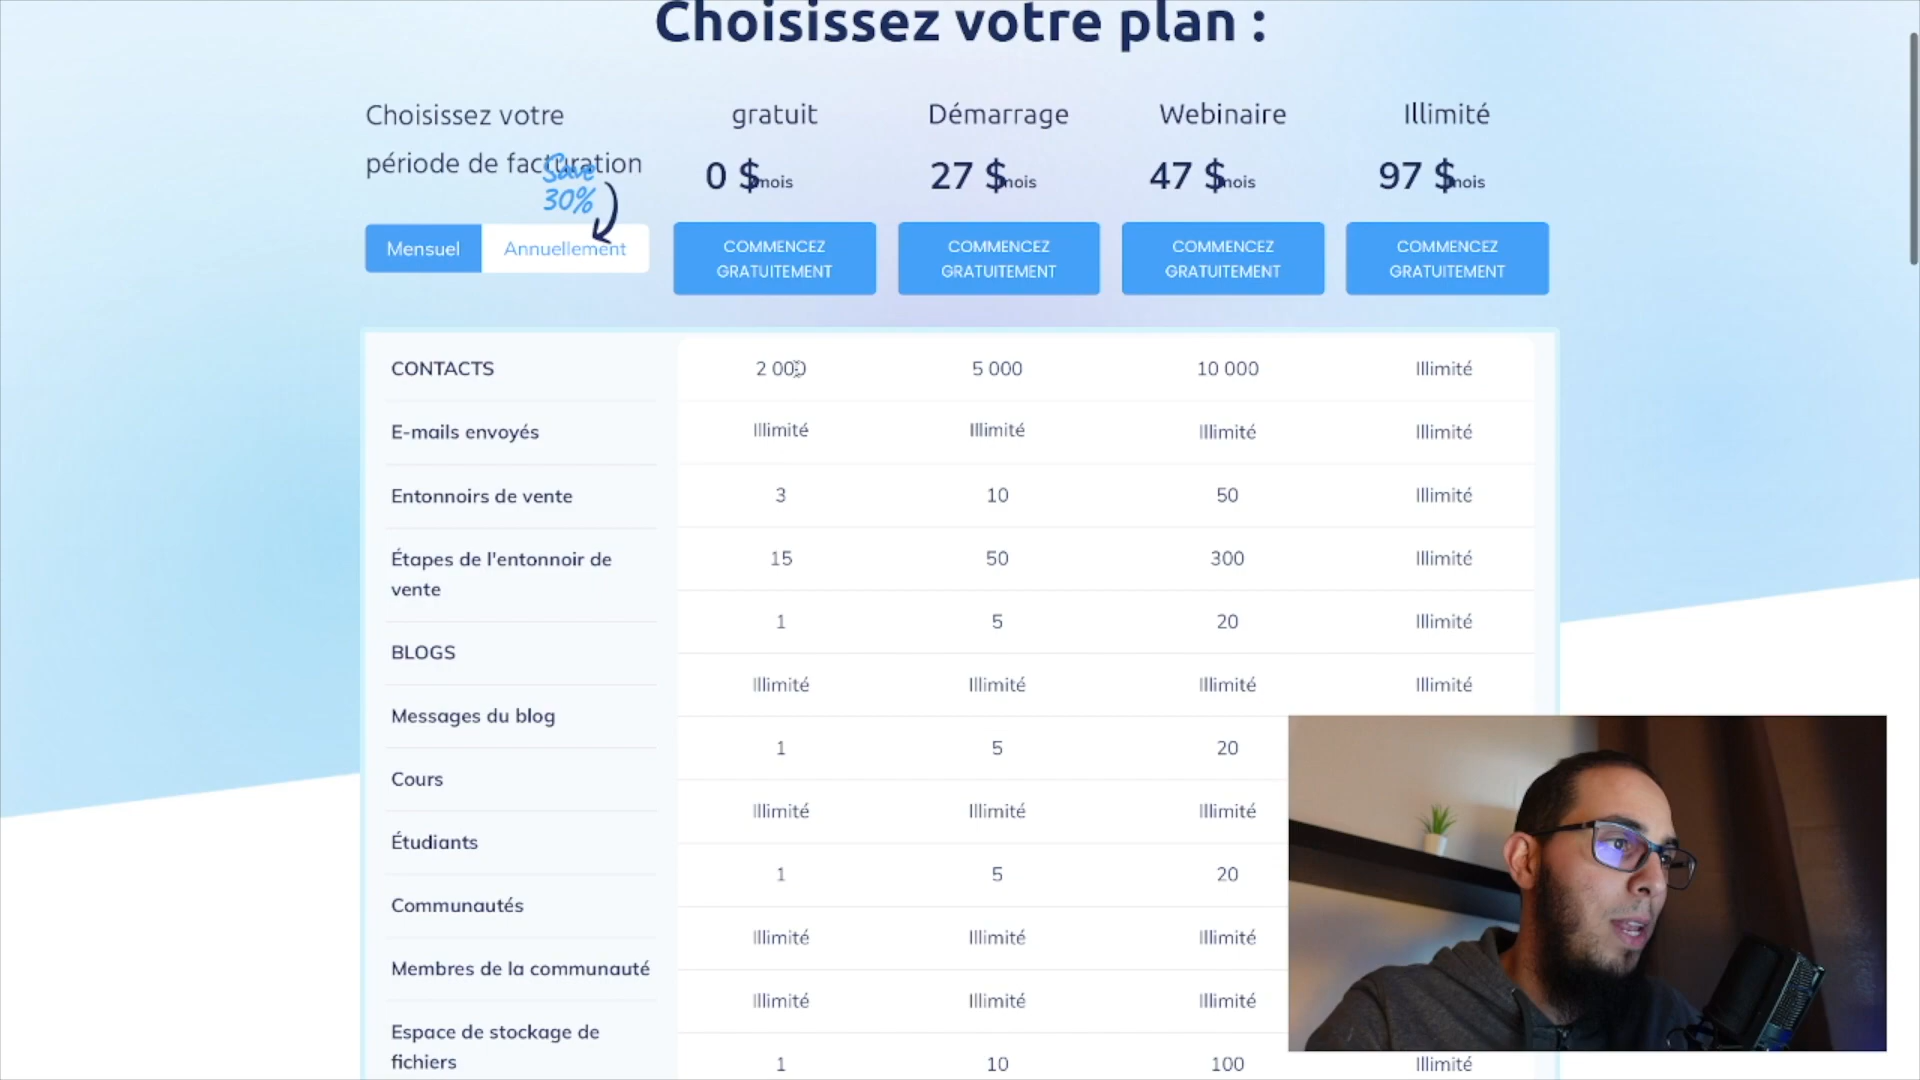 Choisissez votre plan :
Choisissez votre
période de facturation
Save
30%
Mensuel
Annuellement
gratuit
0 $
mois
COMMENCEZ
GRATUITEMENT
Démarrage
27 $
mois
COMMENCEZ
GRATUITEMENT
Webinaire
47 $
mois
COMMENCEZ
GRATUITEMENT
Illimité
97 $
mois
COMMENCEZ
GRATUITEMENT
CONTACTS 2 000 5 000 10 000 Illimité
E-mails envoyés Illimité Illimité Illimité Illimité
Entonnoirs de vente 3 10 50 Illimité
Étapes de l'entonnoir de
vente
15 50 300 Illimité
BLOGS 1 5 20 Illimité
Messages du blog Illimité Illimité Illimité Illimité
Cours 1 5 20
Étudiants Illimité Illimité Illimité
Communautés 1 5 20
Membres de la communauté Illimité Illimité Illimité
Espace de stockage de
fichiers
Illimité Illimité Illimité
1 10 100 Illimité